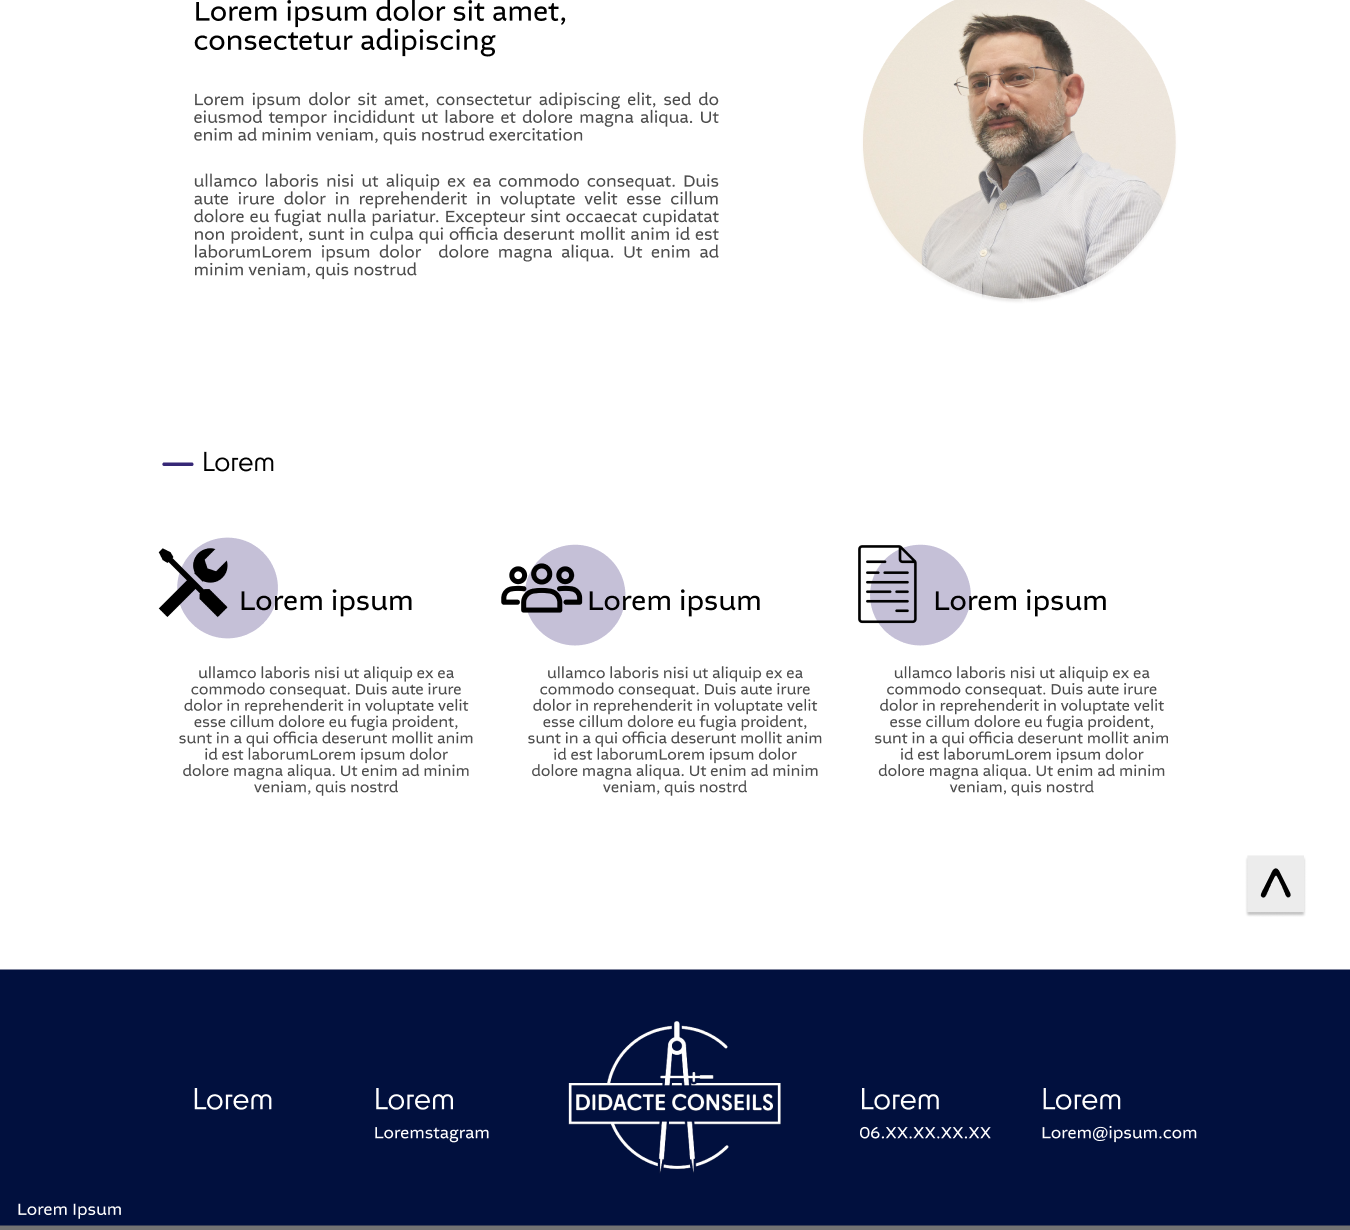 Lorem ipsum dolor sit amet,
consectetur adipiscing
Lorem ipsum dolor sit amet, consectetur adipiscing elit, sed do
eiusmod tempor incididunt ut labore et dolore magna aliqua. Ut
enim ad minim veniam, quis nostrud exercitation
ullamco laboris nisi ut aliquip ex ea commodo consequat. Duis
aute irure dolor in reprehenderit in voluptate velit esse cillum
dolore eu fugiat nulla pariatur. Excepteur sint occaecat cupidatat
non proident, sunt in culpa qui officia deserunt mollit anim id est
laborumLorem ipsum dolor dolore magna aliqua. Ut enim ad
minim veniam, quis nostrud
Lorem
Lorem ipsum
ullamco laboris nisi ut aliquip ex ea
commodo consequat. Duis aute irure
dolor in reprehenderit in voluptate velit
esse cillum dolore eu fugia proident,
sunt in a qui officia deserunt mollit anim
id est laborumLorem ipsum dolor
dolore magna aliqua. Ut enim ad minim
veniam, quis nostrd
Lorem ipsum
ullamco laboris nisi ut aliquip ex ea
commodo consequat. Duis aute irure
dolor in reprehenderit in voluptate velit
esse cillum dolore eu fugia proident,
sunt in a qui officia deserunt mollit anim
id est laborumLorem ipsum dolor
dolore magna aliqua. Ut enim ad minim
veniam, quis nostrd
Lorem ipsum
ullamco laboris nisi ut aliquip ex ea
commodo consequat. Duis aute irure
dolor in reprehenderit in voluptate velit
esse cillum dolore eu fugia proident,
sunt in a qui officia deserunt mollit anim
id est laborumLorem ipsum dolor
dolore magna aliqua. Ut enim ad minim
veniam, quis nostrd
Lorem
Lorem
Loremstagram
DIDACTE CONSEILS
Lorem
06.XX.XX.XX.XX
Lorem
Lorem@ipsum.com
Lorem Ipsum